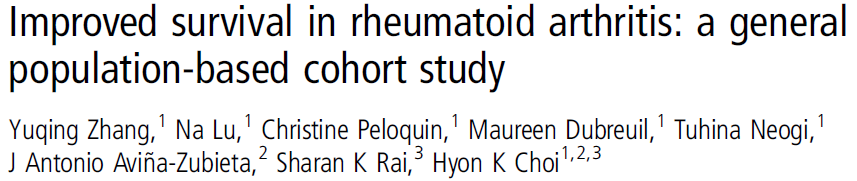 Improved survival in rheumatoid arthritis: a general
population-based cohort study
Yuqing Zhang,¹ Na Lu,¹ Christine Peloquin,¹ Maureen Dubreuil,¹ Tuhina Neogi,¹
J Antonio Aviña-Zubieta,² Sharan K Rai,³ Hyon K Choi¹,²,³